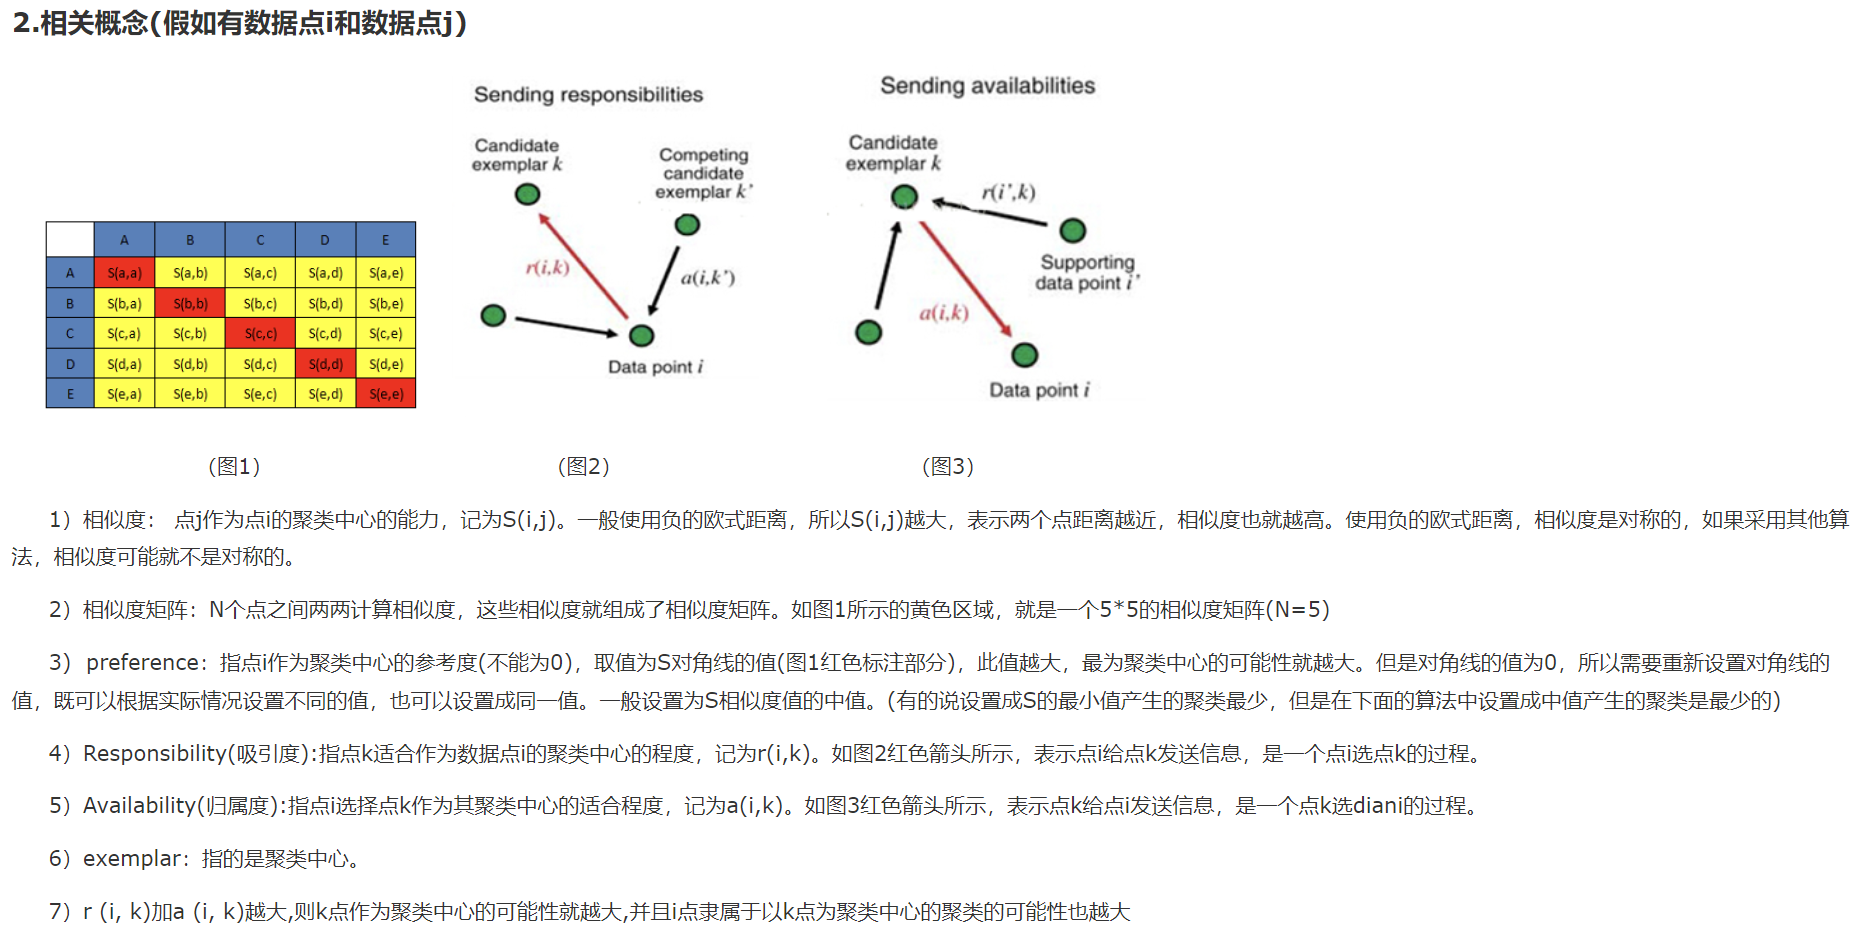 2.相关概念(假如有数据点i和数据点j)
Sending responsibilities
Sending availabilities
Candidate
exemplar k
Competing
candidate
exemplar k'
r(i,k)
a(i,k')
Data point i
Candidate
exemplar k
r(i',k)
Supporting
data point i'
a(i,k)
Data point i
A B C D E
A S(a,a) S(a,b) S(a,c) S(a,d) S(a,e)
B S(b,a) S(b,b) S(b,c) S(b,d) S(b,e)
C S(c,a) S(c,b) S(c,c) S(c,d) S(c,e)
D S(d,a) S(d,b) S(d,c) S(d,d) S(d,e)
E S(e,a) S(e,b) S(e,c) S(e,d) S(e,e)
（图1） （图2） （图3）
1）相似度： 点j作为点i的聚类中心的能力，记为S(i,j)。一般使用负的欧式距离，所以S(i,j)越大，表示两个点距离越近，相似度也就越高。使用负的欧式距离，相似度是对称的，如果采用其他算
法，相似度可能就不是对称的。
2）相似度矩阵：N个点之间两两计算相似度，这些相似度就组成了相似度矩阵。如图1所示的黄色区域，就是一个5*5的相似度矩阵(N=5)
3）preference：指点i作为聚类中心的参考度(不能为0)，取值为S对角线的值(图1红色标注部分)，此值越大，最为聚类中心的可能性就越大。但是对角线的值为0，所以需要重新设置对角线的
值，既可以根据实际情况设置不同的值，也可以设置成同一值。一般设置为S相似度值的中值。(有的说设置成S的最小值产生的聚类最少，但是在下面的算法中设置成中值产生的聚类是最少的)
4）Responsibility(吸引度):指点k适合作为数据点i的聚类中心的程度，记为r(i,k)。如图2红色箭头所示，表示点i给点k发送信息，是一个点i选点k的过程。
5）Availability(归属度):指点i选择点k作为其聚类中心的适合程度，记为a(i,k)。如图3红色箭头所示，表示点k给点i发送信息，是一个点k选diani的过程。
6）exemplar：指的是聚类中心。
7）r (i, k)加a (i, k)越大,则k点作为聚类中心的可能性就越大,并且i点隶属于以k点为聚类中心的聚类的可能性也越大